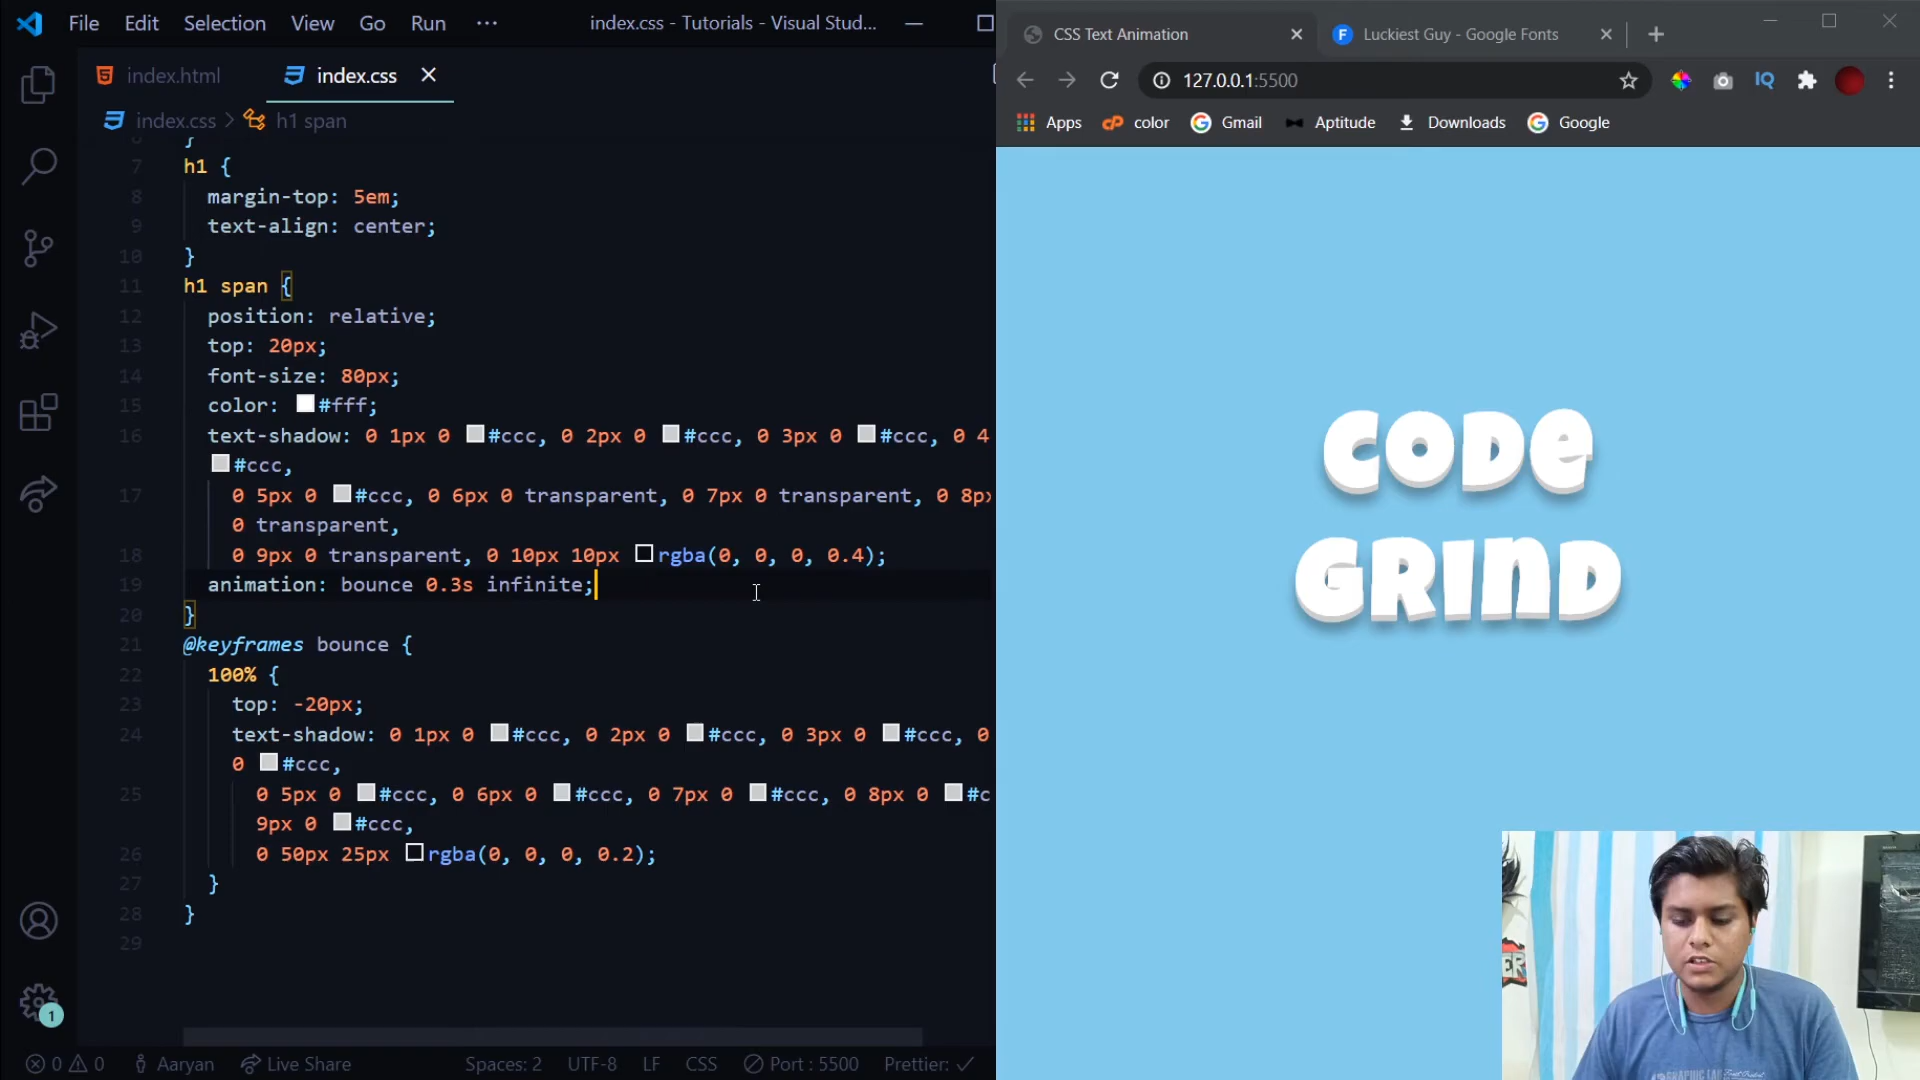 File Edit Selection View Go Run ··· index.css - Tutorials - Visual Stud...
index.html index.css
index.css > h1 span
6 }
7 h1 {
8 margin-top: 5em;
9 text-align: center;
10 }
11 h1 span {
12 position: relative;
13 top: 20px;
14 font-size: 80px;
15 color: #fff;
16 text-shadow: 0 1px 0 #ccc, 0 2px 0 #ccc, 0 3px 0 #ccc, 0 4
#ccc,
17 0 5px 0 #ccc, 0 6px 0 transparent, 0 7px 0 transparent, 0 8px
0 transparent,
18 0 9px 0 transparent, 0 10px 10px rgba(0, 0, 0, 0.4);
19 animation: bounce 0.3s infinite;
20 }
21 @keyframes bounce {
22 100% {
23 top: -20px;
24 text-shadow: 0 1px 0 #ccc, 0 2px 0 #ccc, 0 3px 0 #ccc, 0
0 #ccc,
25 0 5px 0 #ccc, 0 6px 0 #ccc, 0 7px 0 #ccc, 0 8px 0 #c
9px 0 #ccc,
26 0 50px 25px rgba(0, 0, 0, 0.2);
27 }
28 }
29
1
0 0 Aaryan Live Share Spaces: 2 UTF-8 LF CSS Port : 5500 Prettier: ✓
CSS Text Animation Luckiest Guy - Google Fonts
127.0.0.1:5500
Apps color Gmail Aptitude Downloads Google
CODE
GRIND